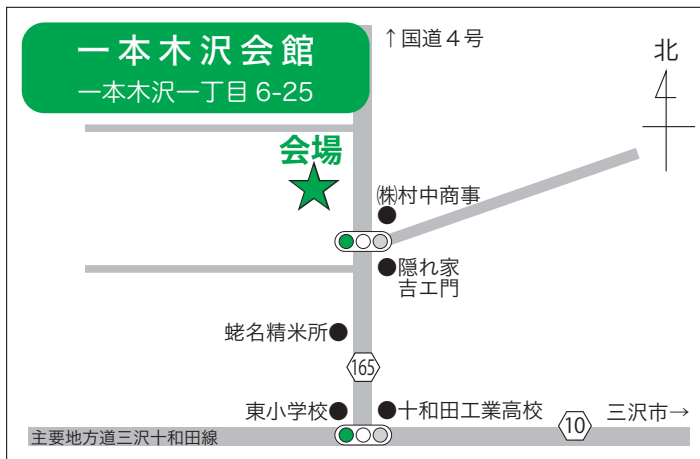 一本木沢会館
一本木沢一丁目 6-25
↑国道４号
北
会場
㈱村中商事
隠れ家
吉エ門
蛯名精米所
165
東小学校
十和田工業高校
10
三沢市→
主要地方道三沢十和田線